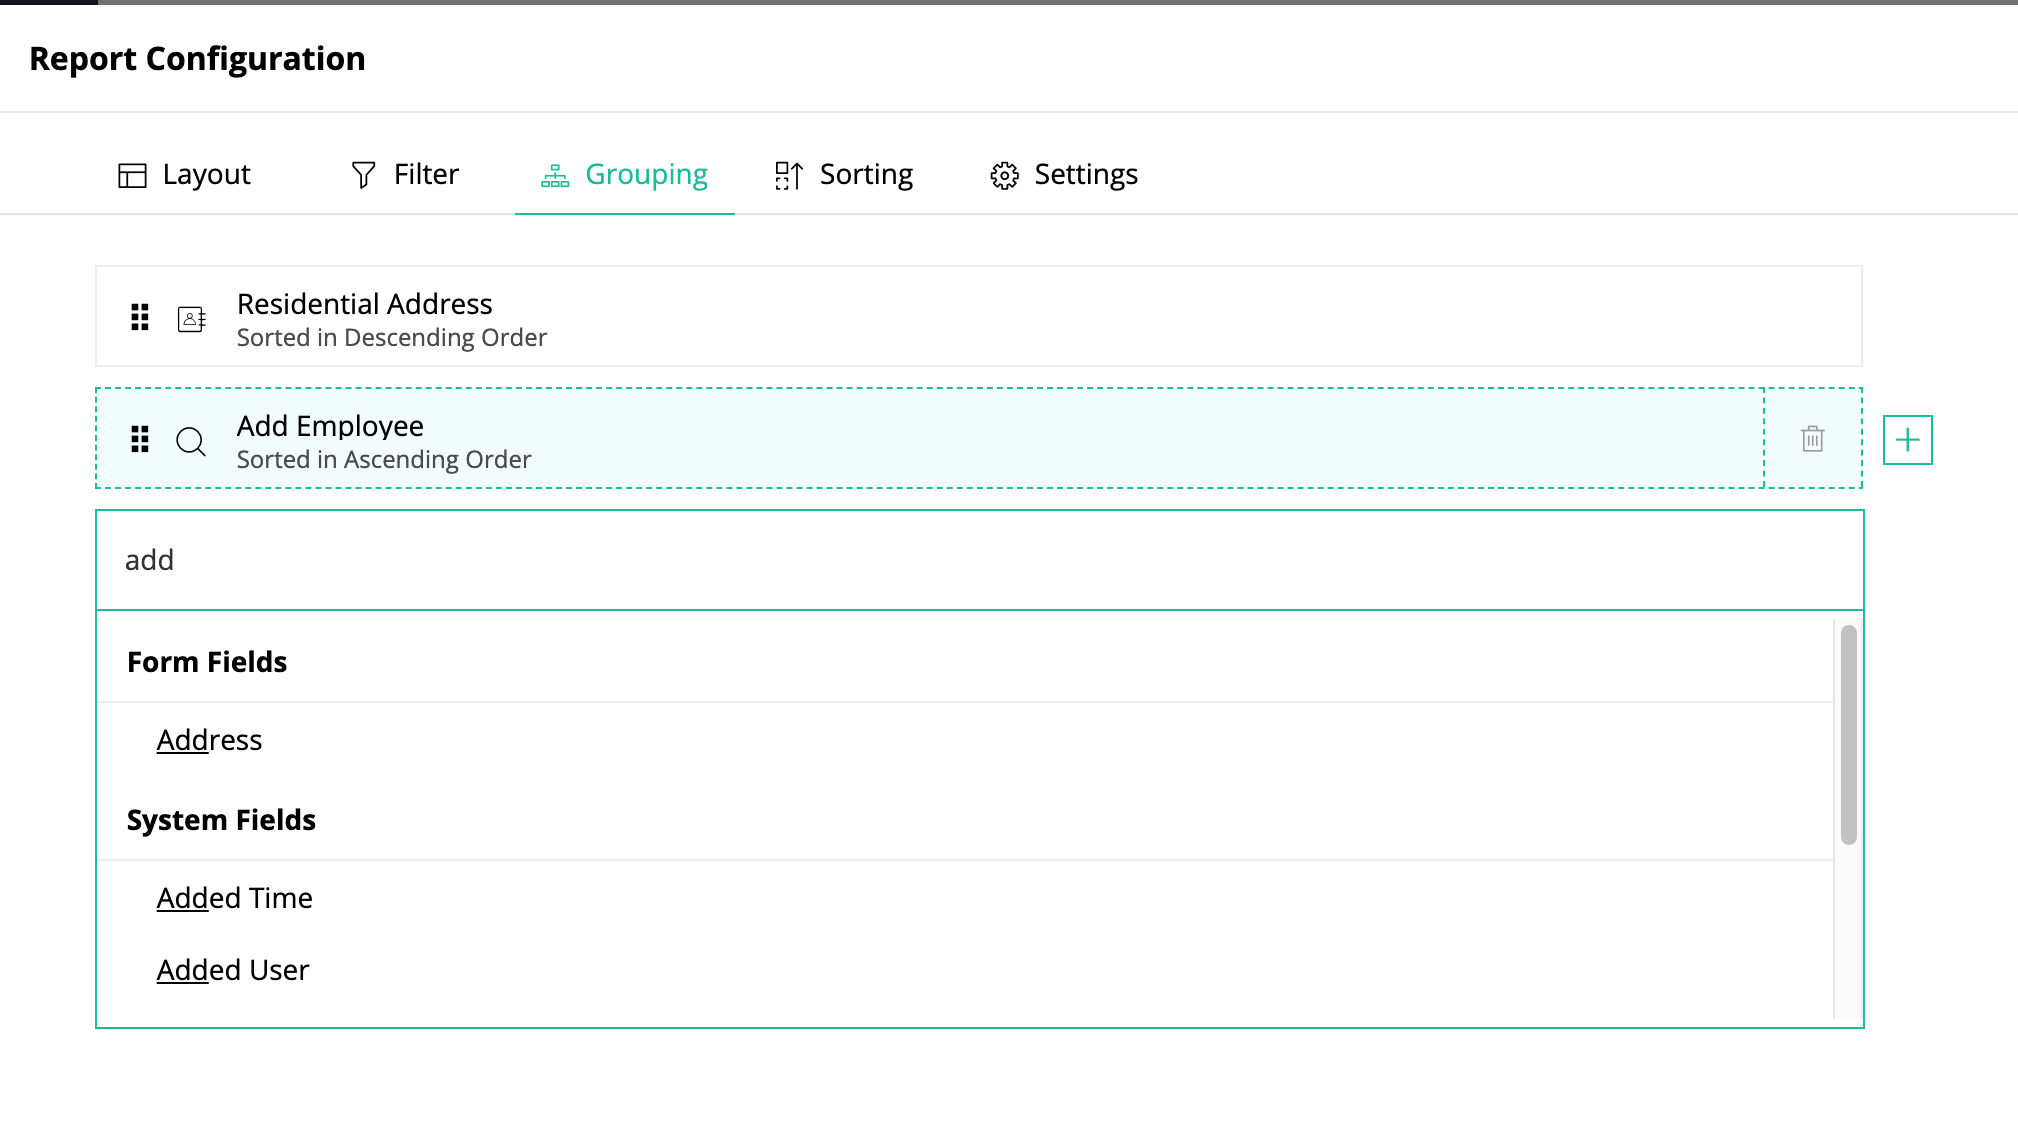 Report Configuration
Layout Filter Grouping Sorting Settings
Residential Address
Sorted in Descending Order
Add Employee
Sorted in Ascending Order
add
Form Fields
Address
System Fields
Added Time
Added User